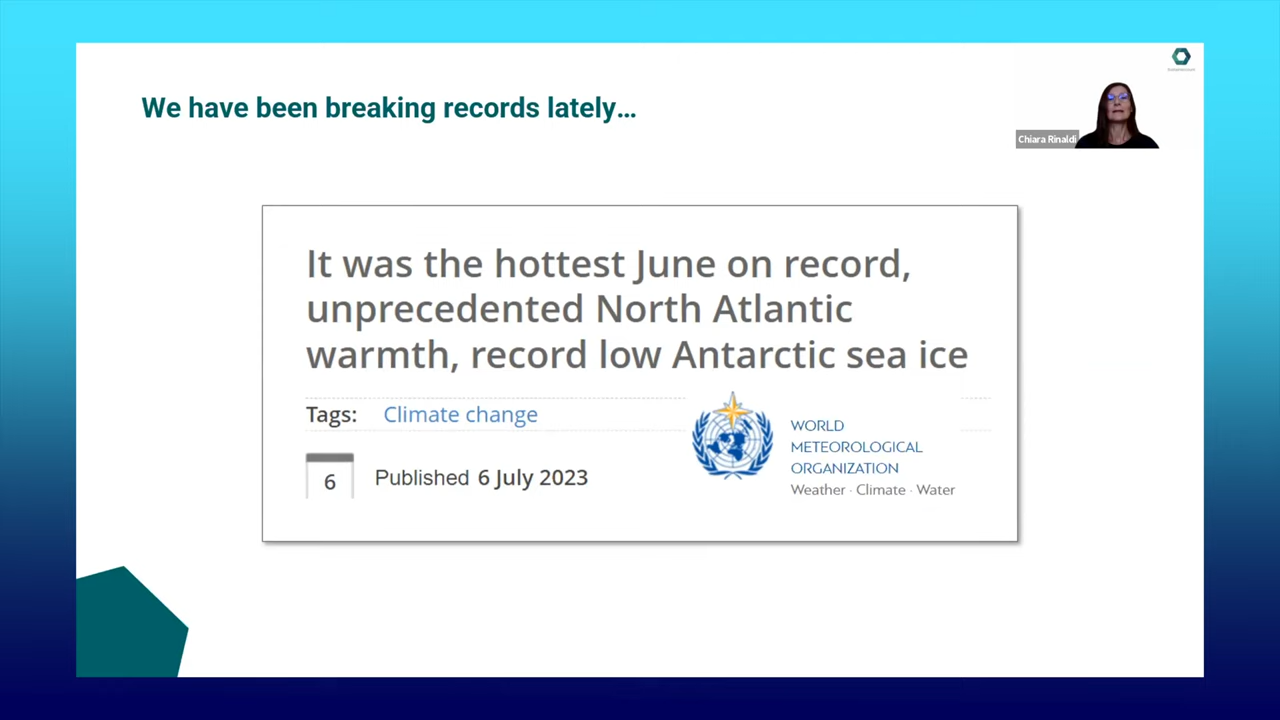 We have been breaking records lately…
Chiara Rinaldi
It was the hottest June on record,
unprecedented North Atlantic
warmth, record low Antarctic sea ice
Tags: Climate change
6 Published 6 July 2023
WORLD
METEOROLOGICAL
ORGANIZATION
Weather · Climate · Water